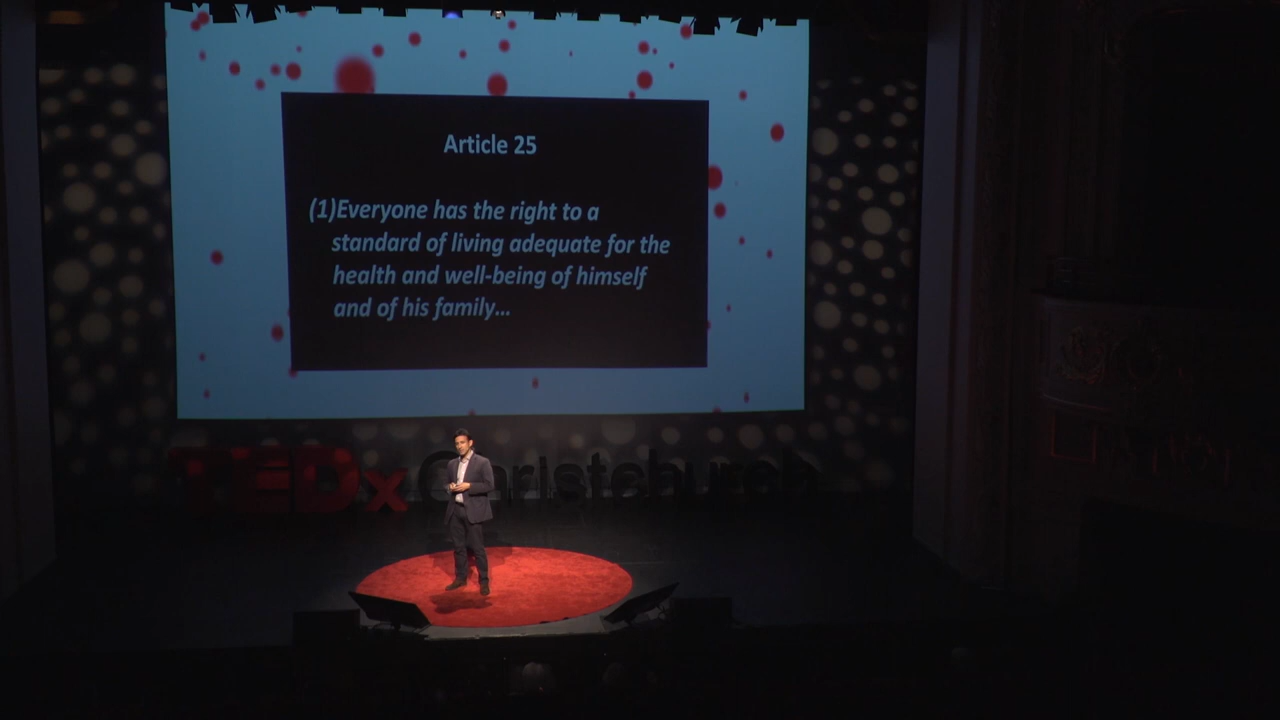 Article 25
(1)Everyone has the right to a
standard of living adequate for the
health and well-being of himself
and of his family...
TEDxChristchurch